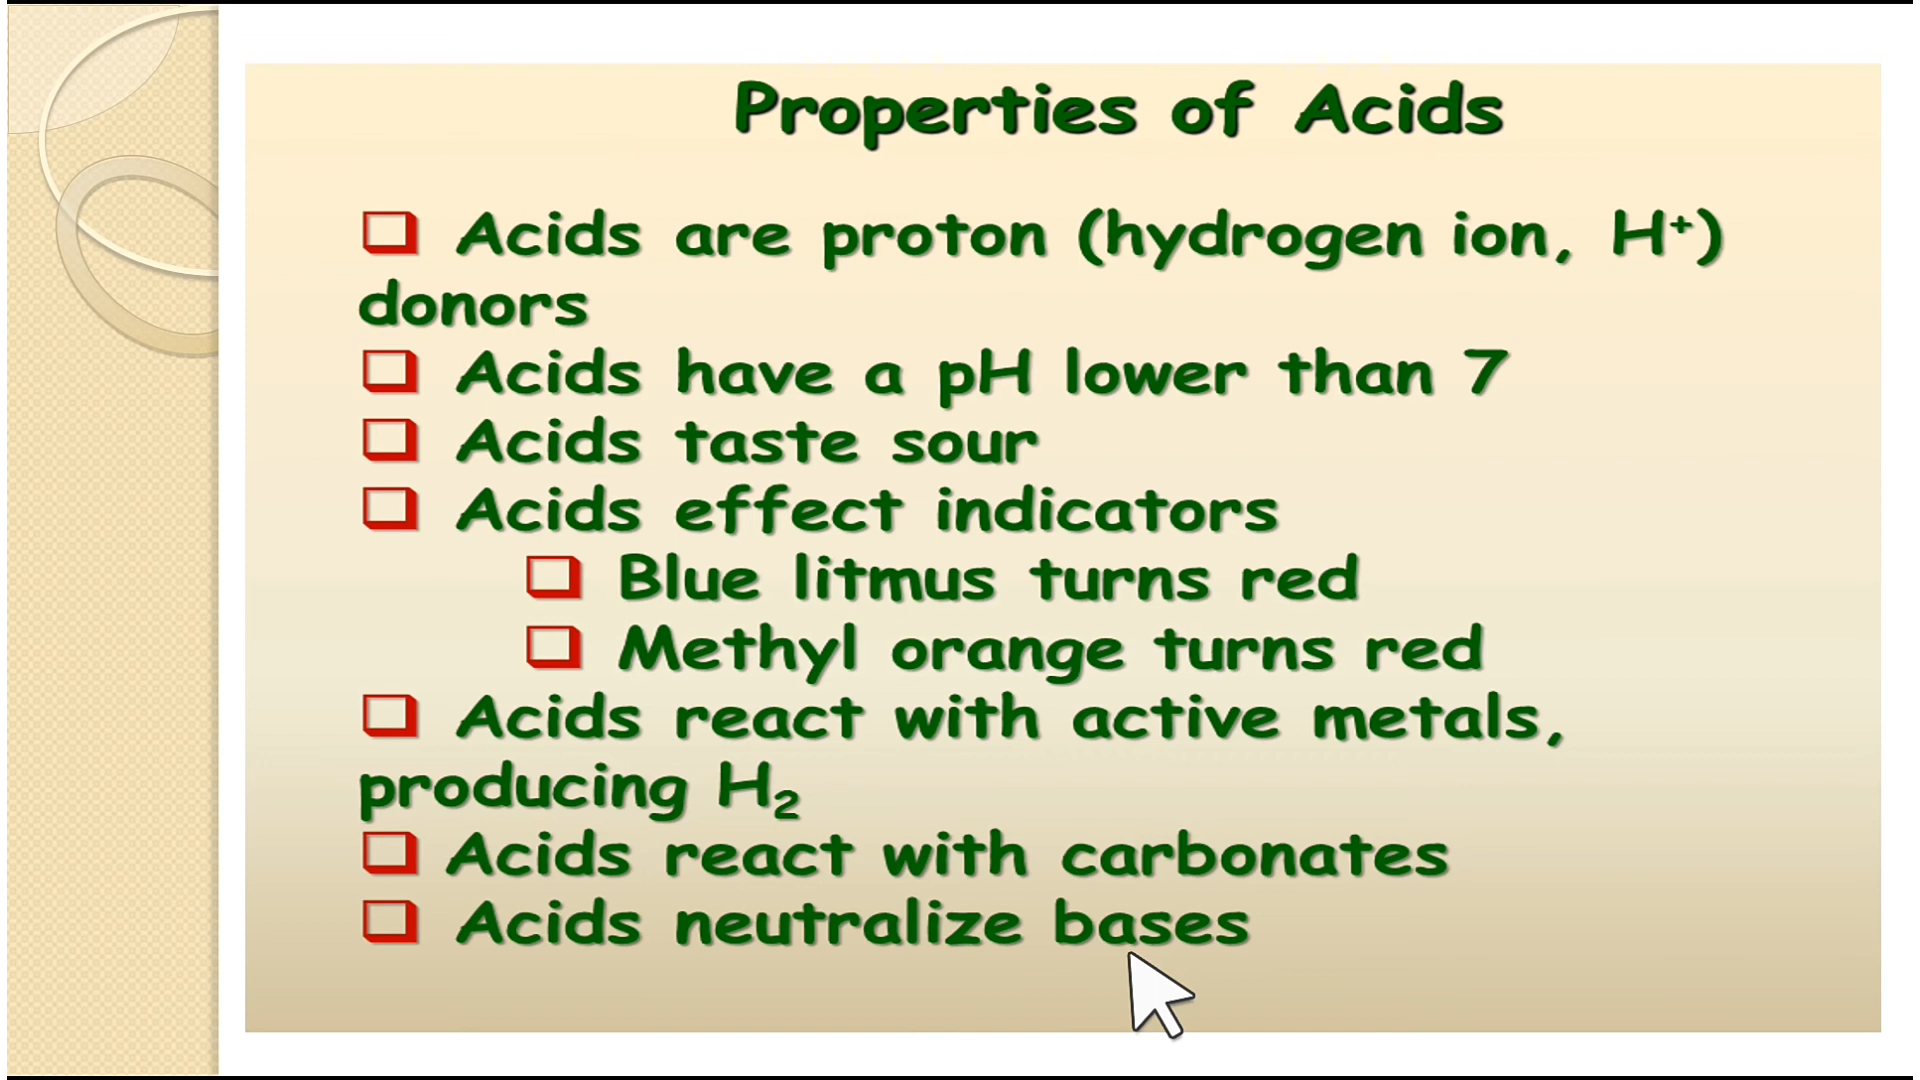 Properties of Acids
❑ Acids are proton (hydrogen ion, H⁺)
donors
❑ Acids have a pH lower than 7
❑ Acids taste sour
❑ Acids effect indicators
❑ Blue litmus turns red
❑ Methyl orange turns red
❑ Acids react with active metals,
producing H₂
❑ Acids react with carbonates
❑ Acids neutralize bases